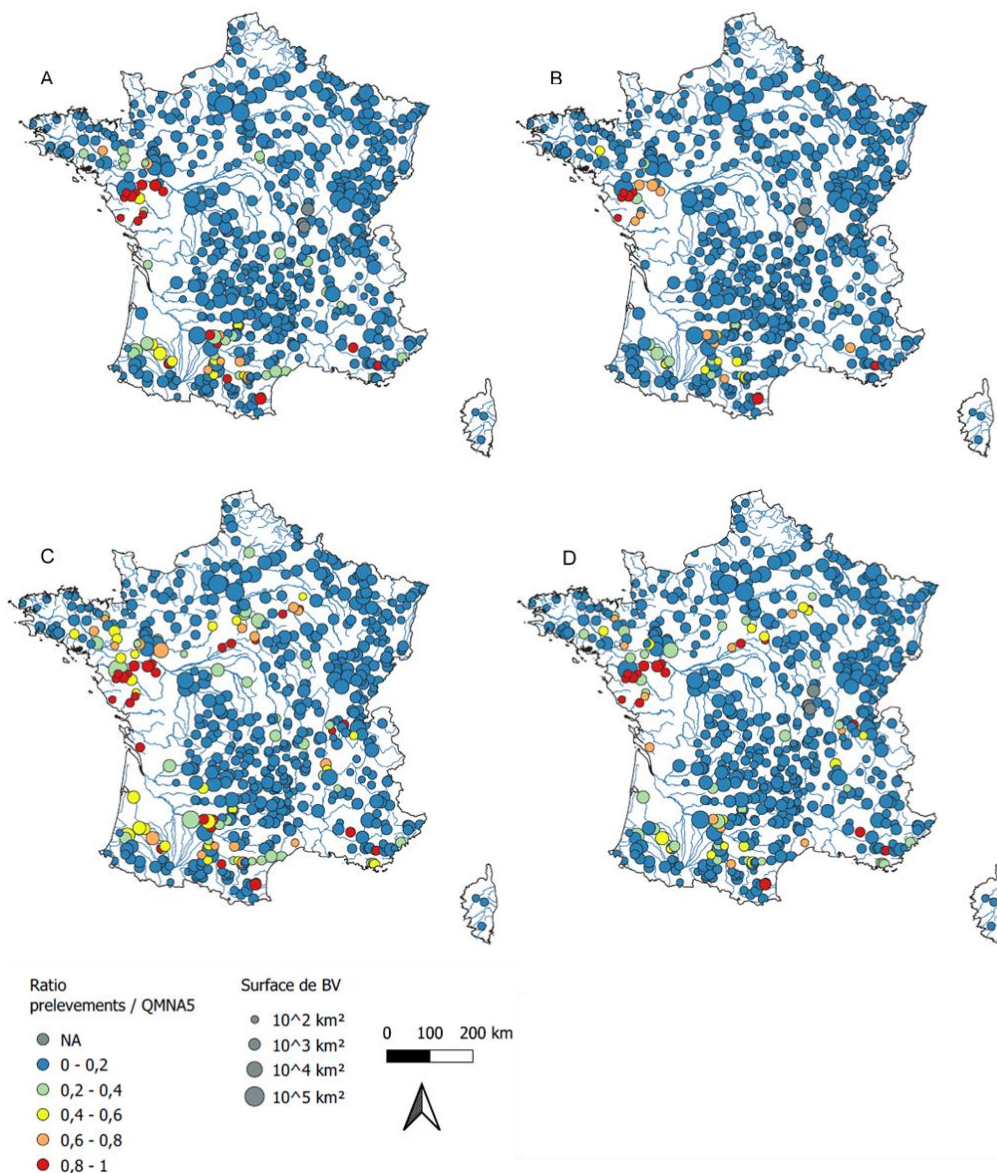 A
B
C
D
Ratio
prelevements / QMNA5
NA
0 - 0,2
0,2 - 0,4
0,4 - 0,6
0,6 - 0,8
0,8 - 1
Surface de BV
10^2 km²
10^3 km²
10^4 km²
10^5 km²
0 100 200 km